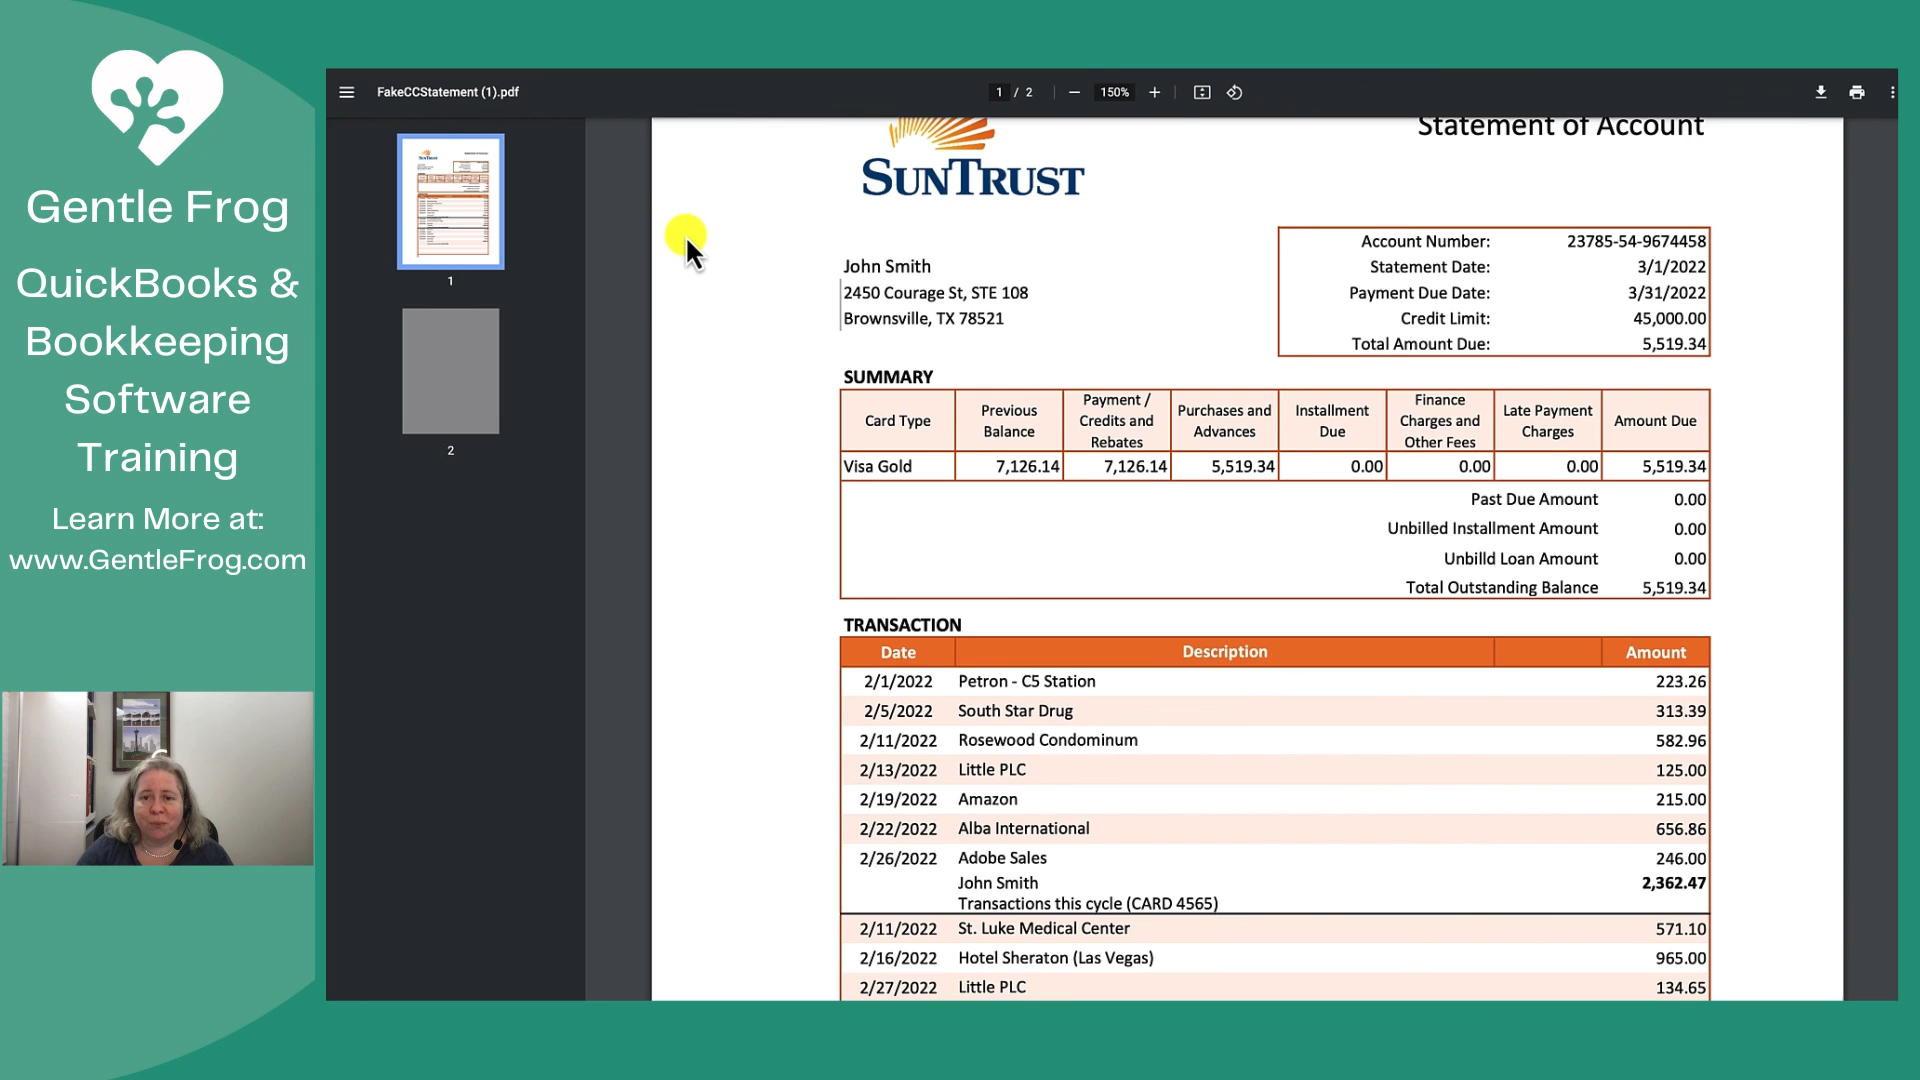 Gentle Frog
QuickBooks &
Bookkeeping
Software
Training
Learn More at:
www.GentleFrog.com
FakeCCStatement (1).pdf
1 / 2
150%
1
2
Statement of Account
SUNTRUST
John Smith
2450 Courage St, STE 108
Brownsville, TX 78521
Account Number: 23785-54-9674458
Statement Date: 3/1/2022
Payment Due Date: 3/31/2022
Credit Limit: 45,000.00
Total Amount Due: 5,519.34
SUMMARY
Card Type Previous Balance Payment / Credits and Rebates Purchases and Advances Installment Due Finance Charges and Other Fees Late Payment Charges Amount Due
Visa Gold 7,126.14 7,126.14 5,519.34 0.00 0.00 0.00 5,519.34
Past Due Amount 0.00
Unbilled Installment Amount 0.00
Unbilld Loan Amount 0.00
Total Outstanding Balance 5,519.34
TRANSACTION
Date Description Amount
2/1/2022 Petron - C5 Station 223.26
2/5/2022 South Star Drug 313.39
2/11/2022 Rosewood Condominum 582.96
2/13/2022 Little PLC 125.00
2/19/2022 Amazon 215.00
2/22/2022 Alba International 656.86
2/26/2022 Adobe Sales 246.00
John Smith 2,362.47
Transactions this cycle (CARD 4565)
2/11/2022 St. Luke Medical Center 571.10
2/16/2022 Hotel Sheraton (Las Vegas) 965.00
2/27/2022 Little PLC 134.65